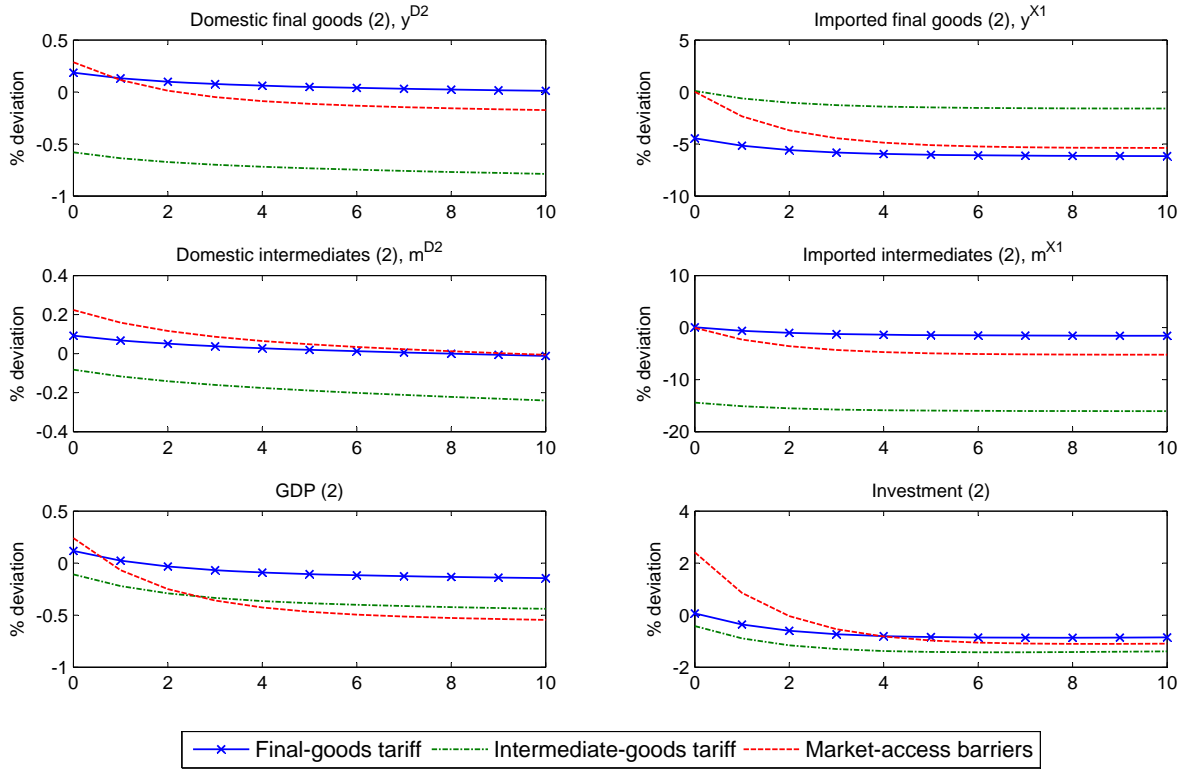 Domestic final goods (2), y^D2
% deviation
0.5
0
-0.5
-1
0 2 4 6 8 10
Imported final goods (2), y^X1
% deviation
5
0
-5
-10
0 2 4 6 8 10
Domestic intermediates (2), m^D2
% deviation
0.4
0.2
0
-0.2
-0.4
0 2 4 6 8 10
Imported intermediates (2), m^X1
% deviation
10
0
-10
-20
0 2 4 6 8 10
GDP (2)
% deviation
0.5
0
-0.5
-1
0 2 4 6 8 10
Investment (2)
% deviation
4
2
0
-2
0 2 4 6 8 10
Final-goods tariff Intermediate-goods tariff Market-access barriers